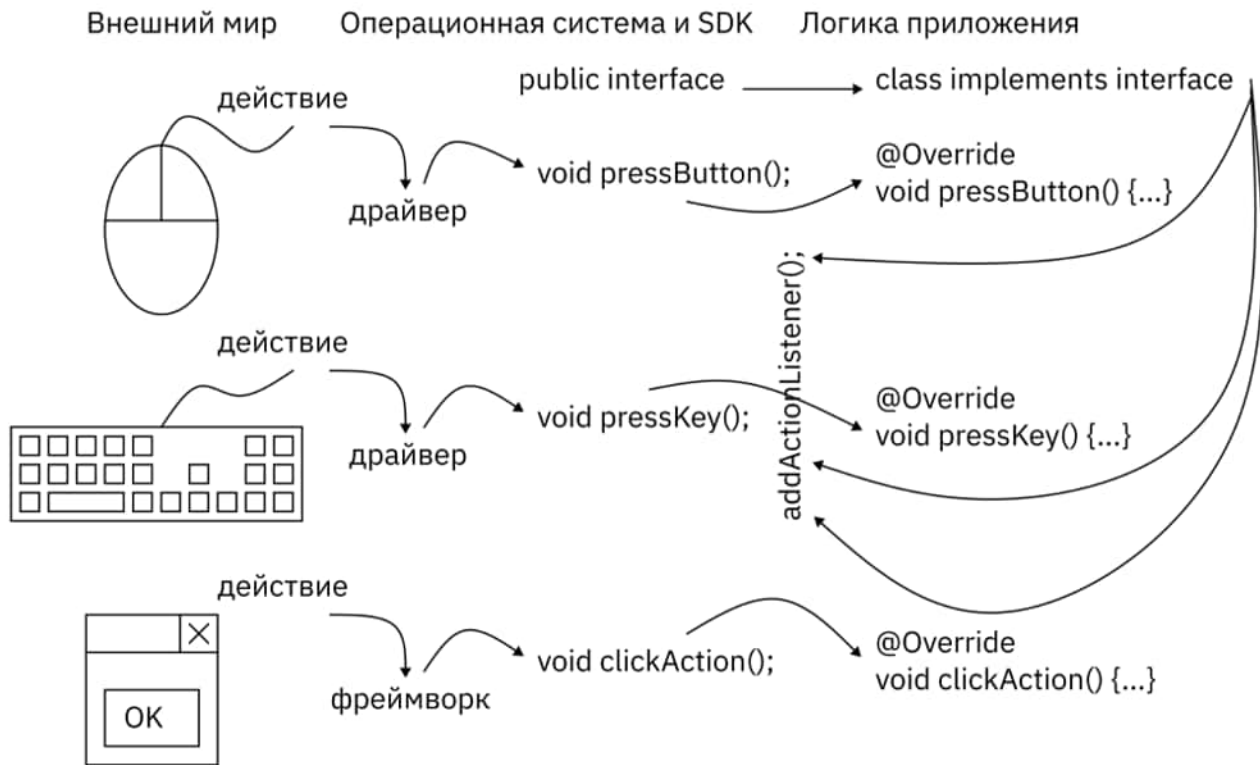 Внешний мир
Операционная система и SDK
Логика приложения
public interface
class implements interface
действие
драйвер
void pressButton();
@Override
void pressButton() {...}
addActionListener();
действие
драйвер
void pressKey();
@Override
void pressKey() {...}
действие
фреймворк
void clickAction();
@Override
void clickAction() {...}
OK